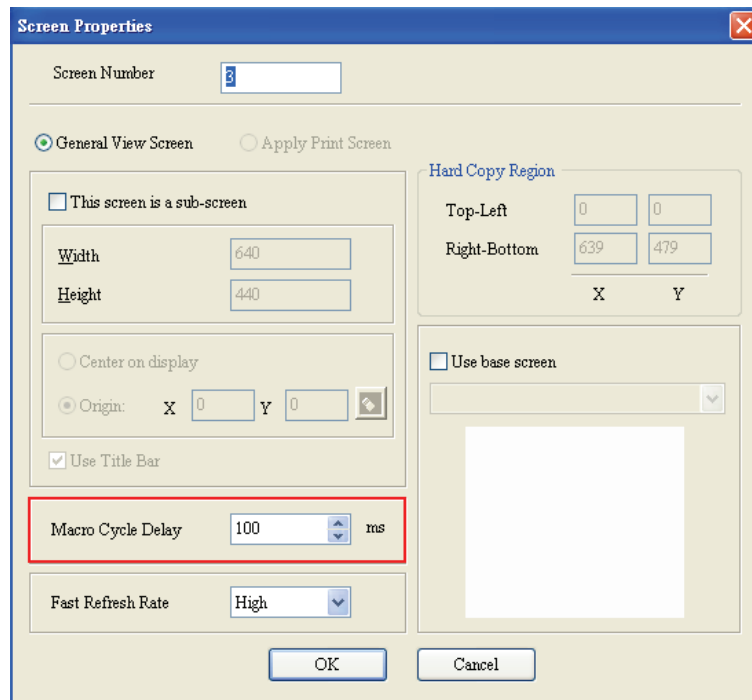 Screen Properties
Screen Number 3
General View Screen Apply Print Screen
This screen is a sub-screen
Width 640
Height 440
Center on display
Origin: X 0 Y 0
Use Title Bar
Macro Cycle Delay 100 ms
Fast Refresh Rate High
Hard Copy Region
Top-Left 0 0
Right-Bottom 639 479
X Y
Use base screen
OK Cancel